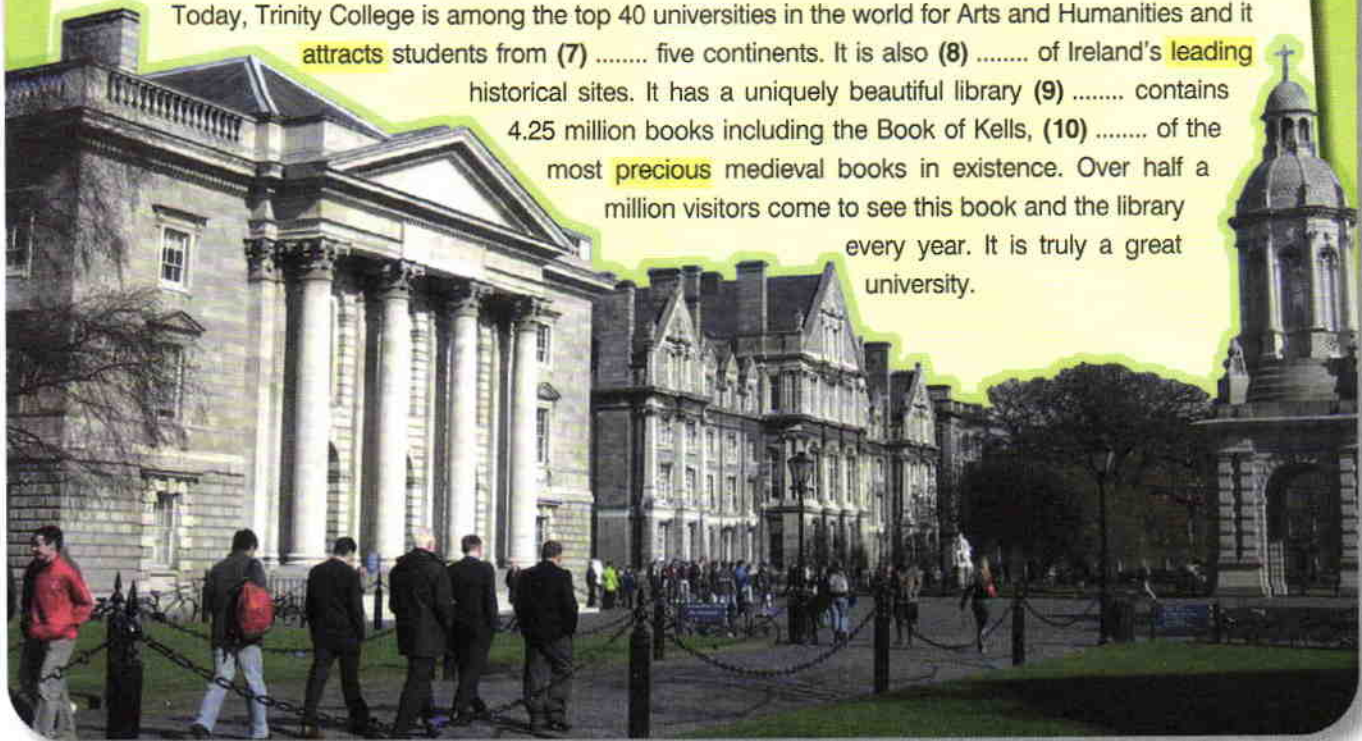 Today, Trinity College is among the top 40 universities in the world for Arts and Humanities and it
attracts students from (7) ........ five continents. It is also (8) ........ of Ireland's leading
historical sites. It has a uniquely beautiful library (9) ........ contains
4.25 million books including the Book of Kells, (10) ........ of the
most precious medieval books in existence. Over half a
million visitors come to see this book and the library
every year. It is truly a great
university.